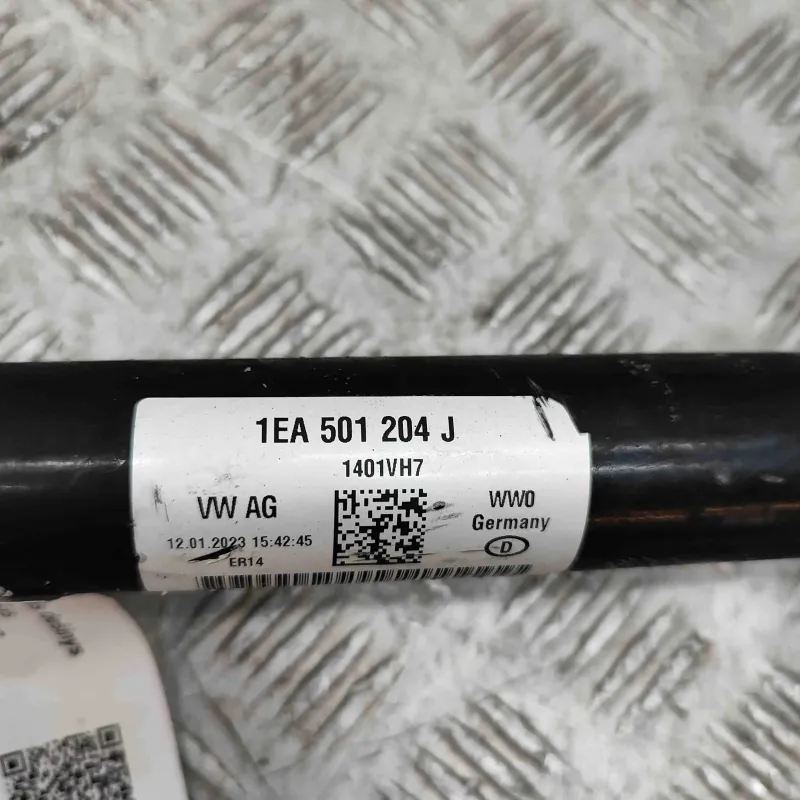 1EA 501 204 J
1401VH7
VW AG
WW0
Germany
12.01.2023 15:42:45
D
ER14